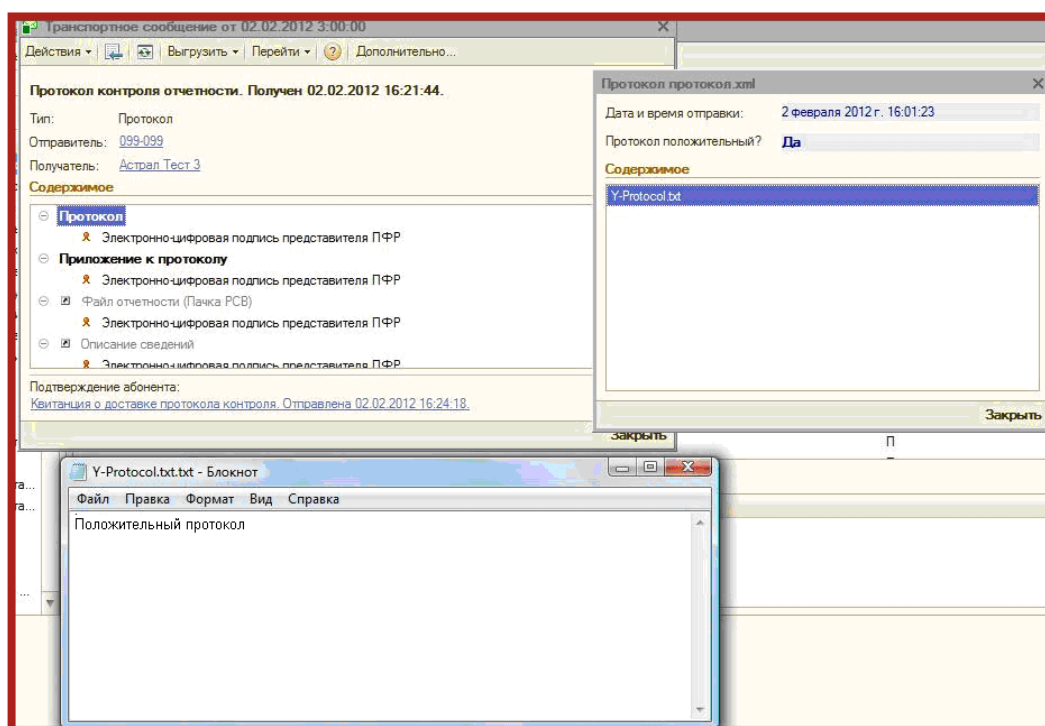 Транспортное сообщение от 02.02.2012 3:00:00
Действия Выгрузить Перейти Дополнительно...
Протокол контроля отчетности. Получен 02.02.2012 16:21:44.
Тип: Протокол
Отправитель: 099-099
Получатель: Астрал Тест 3
Содержимое
Протокол
Электронно-цифровая подпись представителя ПФР
Приложение к протоколу
Электронно-цифровая подпись представителя ПФР
Файл отчетности (Пачка РСВ)
Электронно-цифровая подпись представителя ПФР
Описание сведений
Электронно-цифровая подпись представителя ПФР
Подтверждение абонента:
Квитанция о доставке протокола контроля. Отправлена 02.02.2012 16:24:18.
Закрыть
Протокол протокол.xml
Дата и время отправки: 2 февраля 2012 г. 16:01:23
Протокол положительный? Да
Содержимое
Y-Protocol.txt
Закрыть
П
та...
та...
...
Y-Protocol.txt.txt - Блокнот
Файл Правка Формат Вид Справка
Положительный протокол